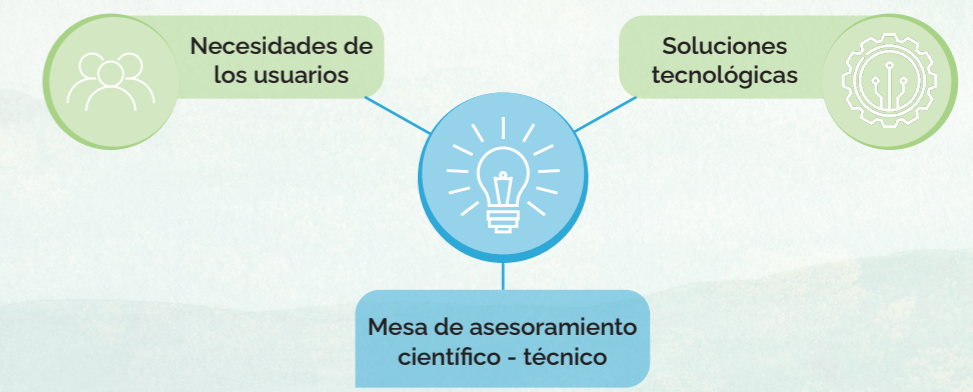 Necesidades de
los usuarios
Soluciones
tecnológicas
Mesa de asesoramiento
científico - técnico